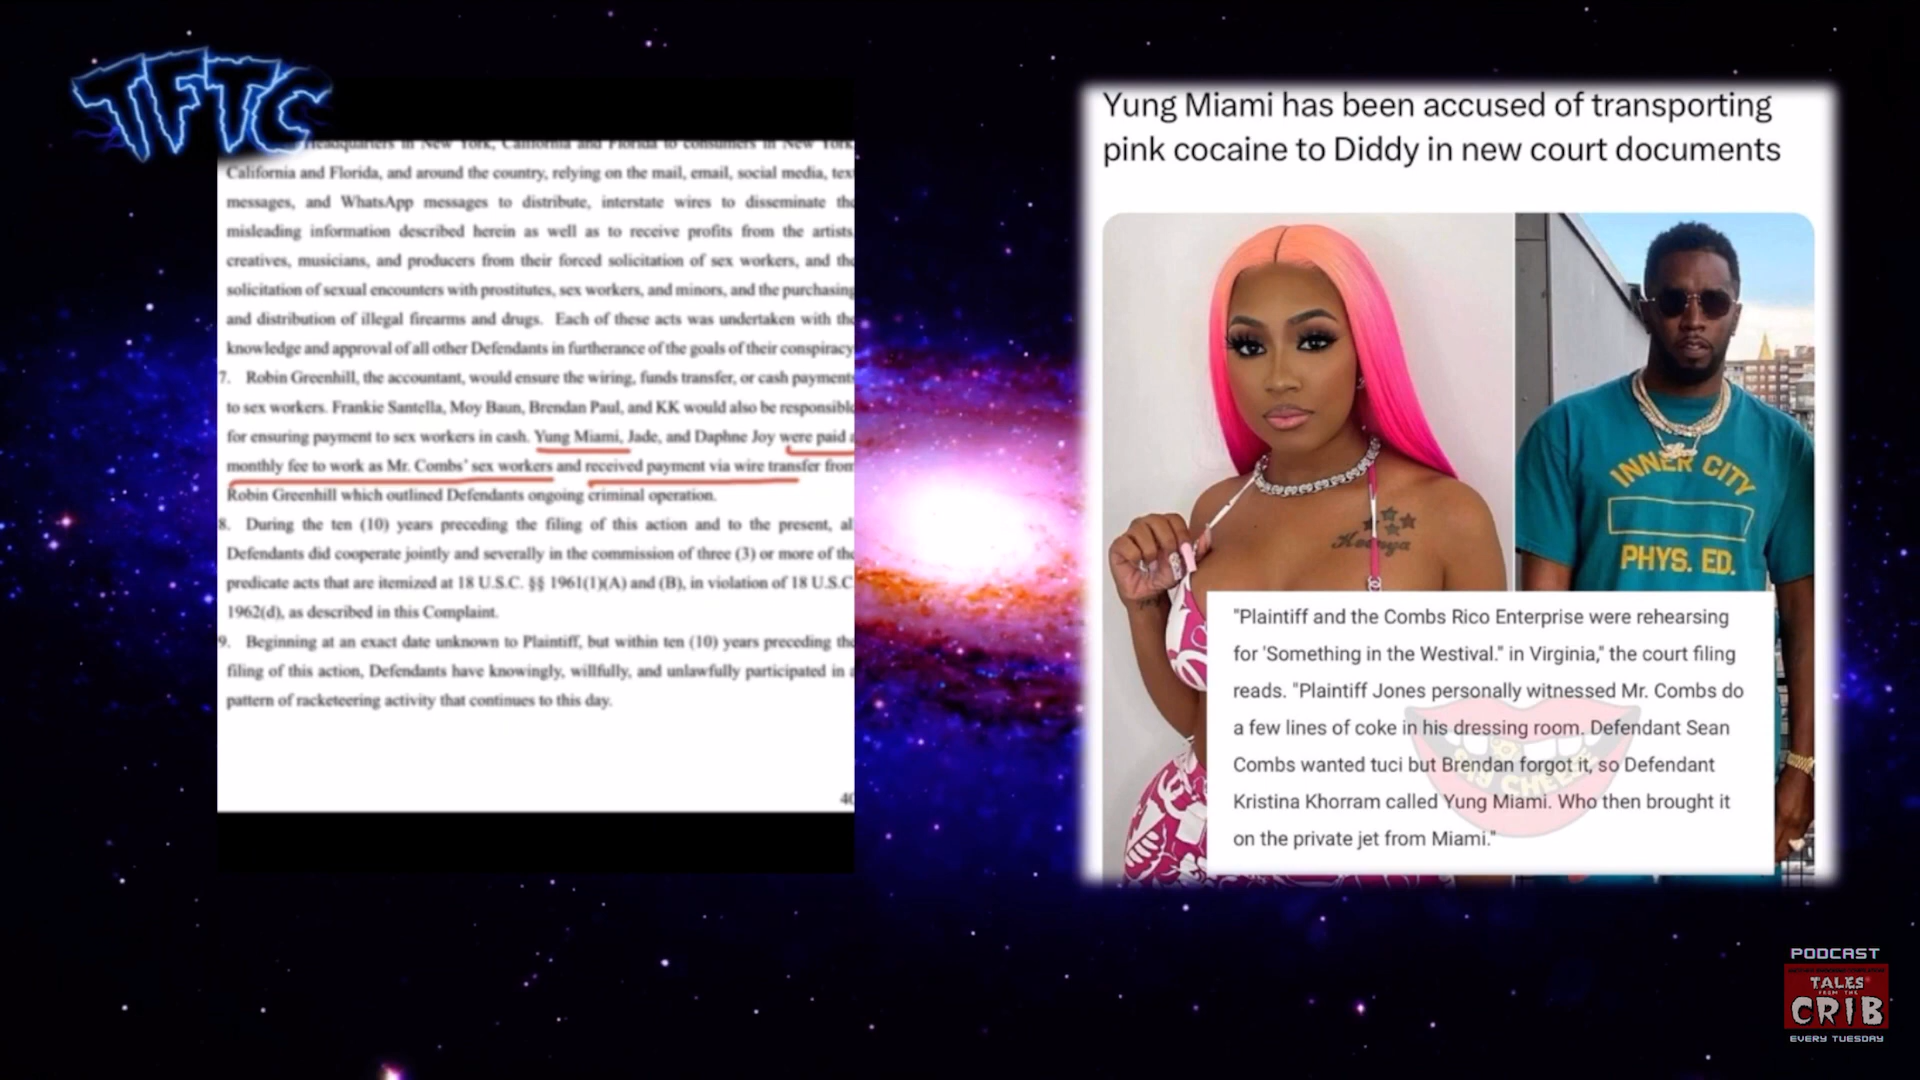 TFTC
Headquarters in New York, California and Florida to consumers in New York
California and Florida, and around the country, relying on the mail, email, social media, text
messages, and WhatsApp messages to distribute, interstate wires to disseminate the
misleading information described herein as well as to receive profits from the artists,
creatives, musicians, and producers from their forced solicitation of sex workers, and the
solicitation of sexual encounters with prostitutes, sex workers, and minors, and the purchasing
and distribution of illegal firearms and drugs. Each of these acts was undertaken with the
knowledge and approval of all other Defendants in furtherance of the goals of their conspiracy
7. Robin Greenhill, the accountant, would ensure the wiring, funds transfer, or cash payments
to sex workers. Frankie Santella, Moy Baun, Brendan Paul, and KK would also be responsible
for ensuring payment to sex workers in cash. Yung Miami, Jade, and Daphne Joy were paid a
monthly fee to work as Mr. Combs' sex workers and received payment via wire transfer from
Robin Greenhill which outlined Defendants ongoing criminal operation.
8. During the ten (10) years preceding the filing of this action and to the present, al
Defendants did cooperate jointly and severally in the commission of three (3) or more of the
predicate acts that are itemized at 18 U.S.C. §§ 1961(1)(A) and (B), in violation of 18 U.S.C
1962(d), as described in this Complaint.
9. Beginning at an exact date unknown to Plaintiff, but within ten (10) years preceding the
filing of this action, Defendants have knowingly, willfully, and unlawfully participated in a
pattern of racketeering activity that continues to this day.
40
Yung Miami has been accused of transporting
pink cocaine to Diddy in new court documents
INNER CITY
PHYS. ED.
"Plaintiff and the Combs Rico Enterprise were rehearsing
for 'Something in the Westival." in Virginia," the court filing
reads. "Plaintiff Jones personally witnessed Mr. Combs do
a few lines of coke in his dressing room. Defendant Sean
Combs wanted tuci but Brendan forgot it, so Defendant
Kristina Khorram called Yung Miami. Who then brought it
on the private jet from Miami."
PODCAST
TALES
FROM THE
CRIB
EVERY TUESDAY